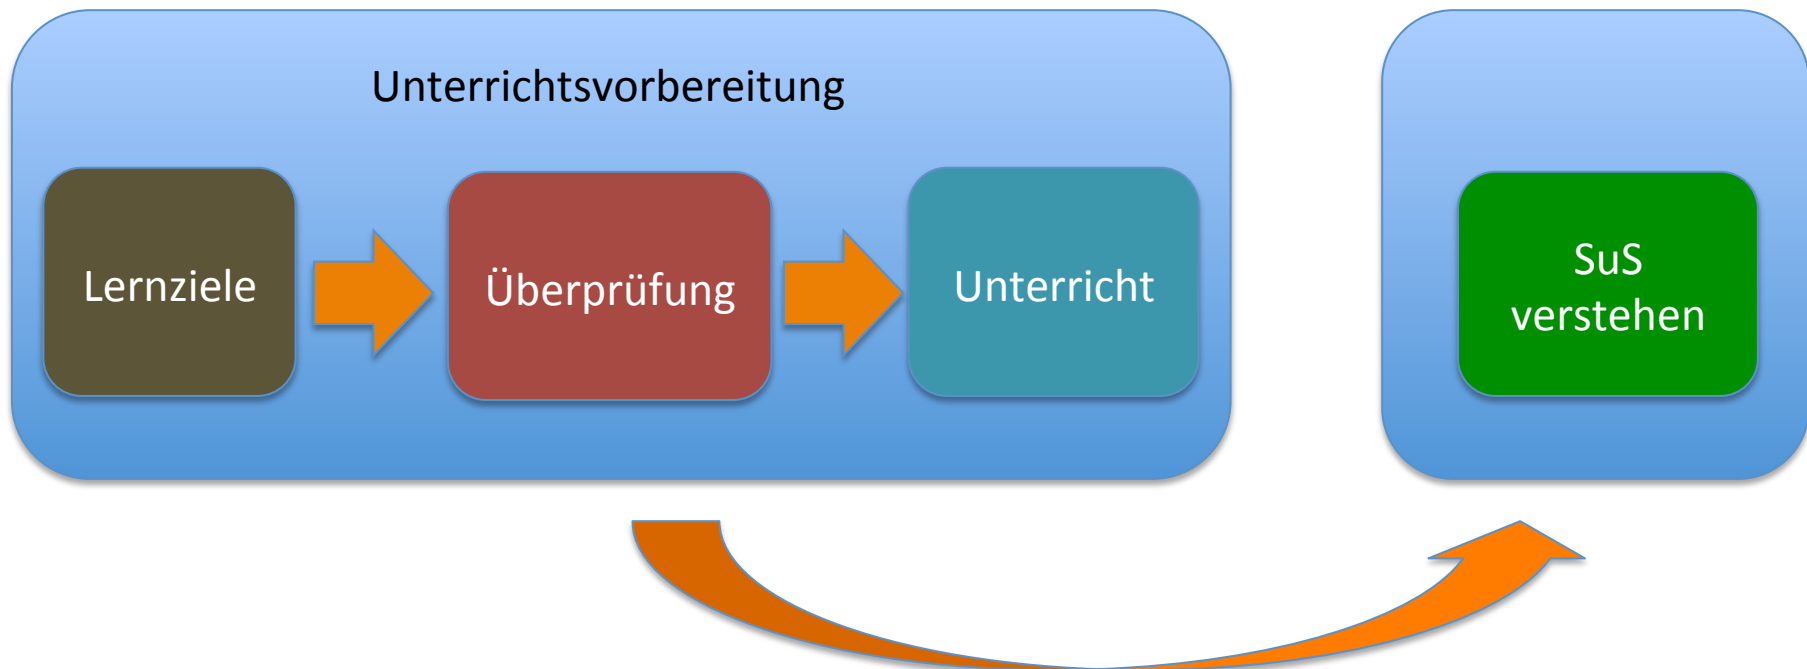 Unterrichtsvorbereitung
Lernziele
Überprüfung
Unterricht
SuS
verstehen